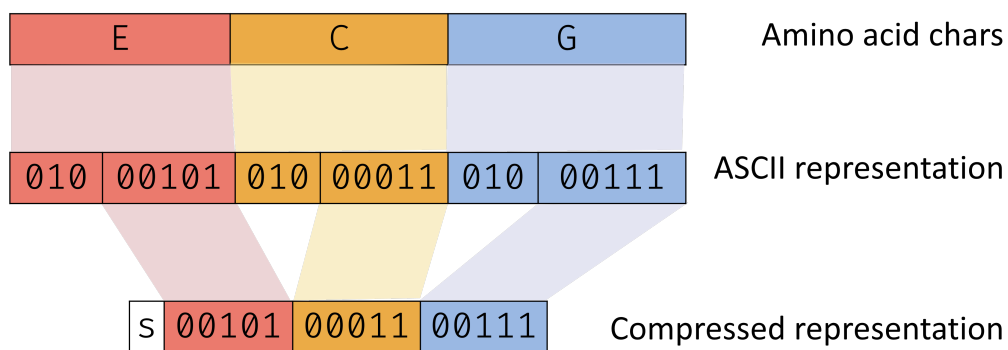 E C G Amino acid chars
010 00101 010 00011 010 00111 ASCII representation
s 00101 00011 00111 Compressed representation